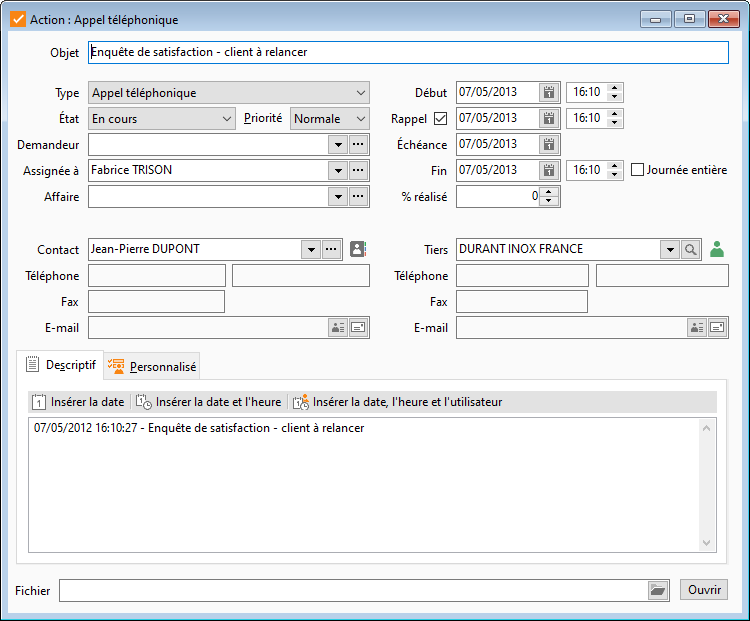 Action : Appel téléphonique
Objet Enquête de satisfaction - client à relancer
Type Appel téléphonique Début 07/05/2013 16:10
État En cours Priorité Normale Rappel 07/05/2013 16:10
Demandeur Échéance 07/05/2013
Assignée à Fabrice TRISON Fin 07/05/2013 16:10 Journée entière
Affaire % réalisé 0
Contact Jean-Pierre DUPONT Tiers DURANT INOX FRANCE
Téléphone Téléphone
Fax Fax
E-mail E-mail
Descriptif Personnalisé
Insérer la date Insérer la date et l'heure Insérer la date, l'heure et l'utilisateur
07/05/2012 16:10:27 - Enquête de satisfaction - client à relancer
Fichier Ouvrir